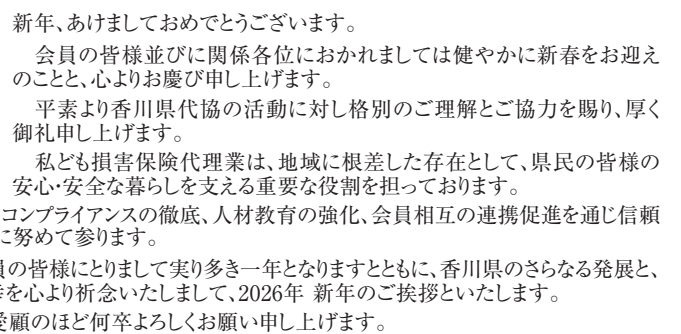 新年、あけましておめでとうございます。
会員の皆様並びに関係各位におかれましては健やかに新春をお迎え
のことと、心よりお慶び申し上げます。
平素より香川県代協の活動に対し格別のご理解とご協力を賜り、厚く
御礼申し上げます。
私ども損害保険代理業は、地域に根差した存在として、県民の皆様の
安心・安全な暮らしを支える重要な役割を担っております。
コンプライアンスの徹底、人材教育の強化、会員相互の連携促進を通じ信頼
に努めて参ります。
の皆様にとりまして実り多き一年となりますとともに、香川県のさらなる発展と、
を心より祈念いたしまして、2026年 新年のご挨拶といたします。
顧のほど何卒よろしくお願い申し上げます。